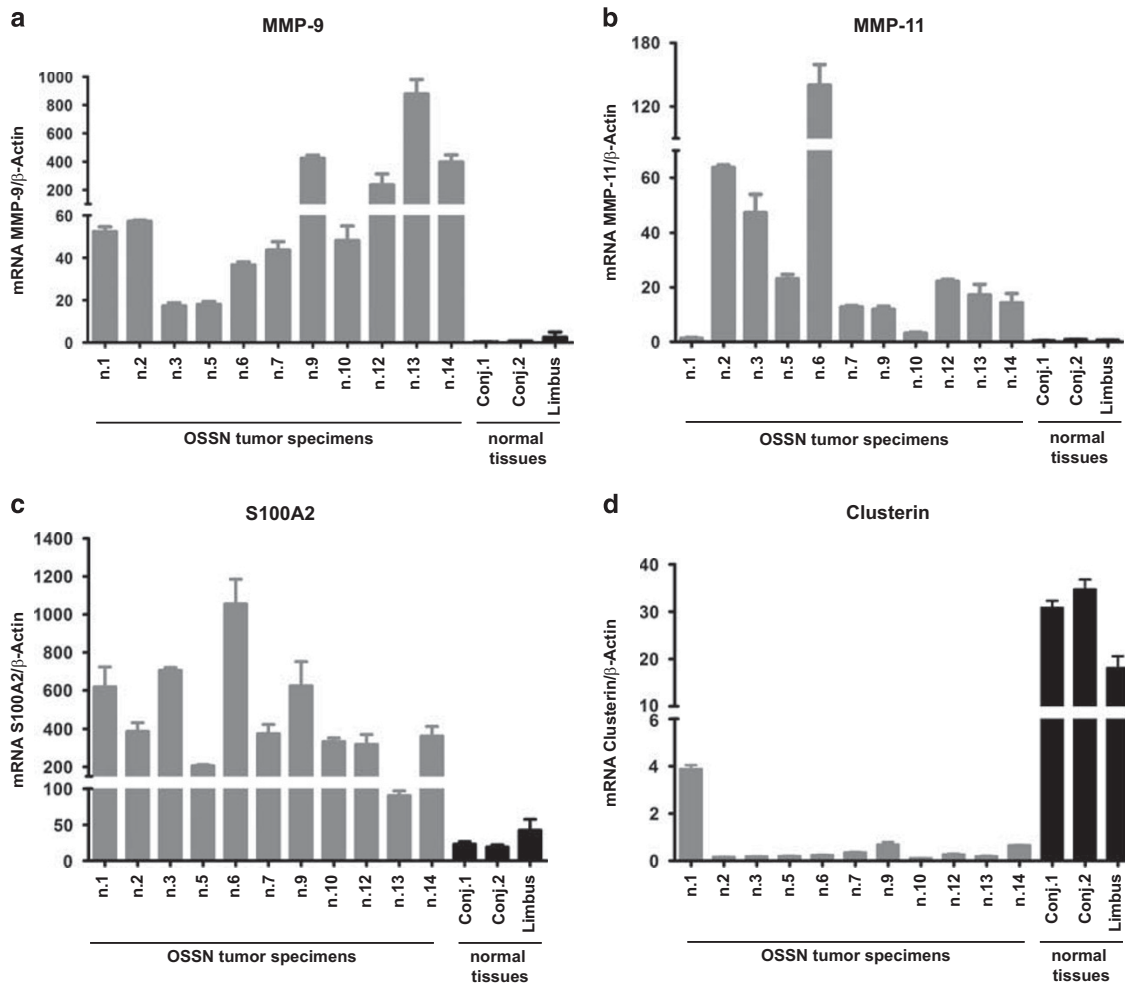 a
MMP-9
mRNA MMP-9/β-Actin
1000
800
600
400
200
60
40
20
0
n.1
n.2
n.3
n.5
n.6
n.7
n.9
n.10
n.12
n.13
n.14
Conj.1
Conj.2
Limbus
OSSN tumor specimens
normal
tissues
b
MMP-11
mRNA MMP-11/β-Actin
180
120
60
40
20
0
n.1
n.2
n.3
n.5
n.6
n.7
n.9
n.10
n.12
n.13
n.14
Conj.1
Conj.2
Limbus
OSSN tumor specimens
normal
tissues
c
S100A2
mRNA S100A2/β-Actin
1400
1200
1000
800
600
400
200
100
50
0
n.1
n.2
n.3
n.5
n.6
n.7
n.9
n.10
n.12
n.13
n.14
Conj.1
Conj.2
Limbus
OSSN tumor specimens
normal
tissues
d
Clusterin
mRNA Clusterin/β-Actin
40
30
20
10
6
4
2
0
n.1
n.2
n.3
n.5
n.6
n.7
n.9
n.10
n.12
n.13
n.14
Conj.1
Conj.2
Limbus
OSSN tumor specimens
normal
tissues